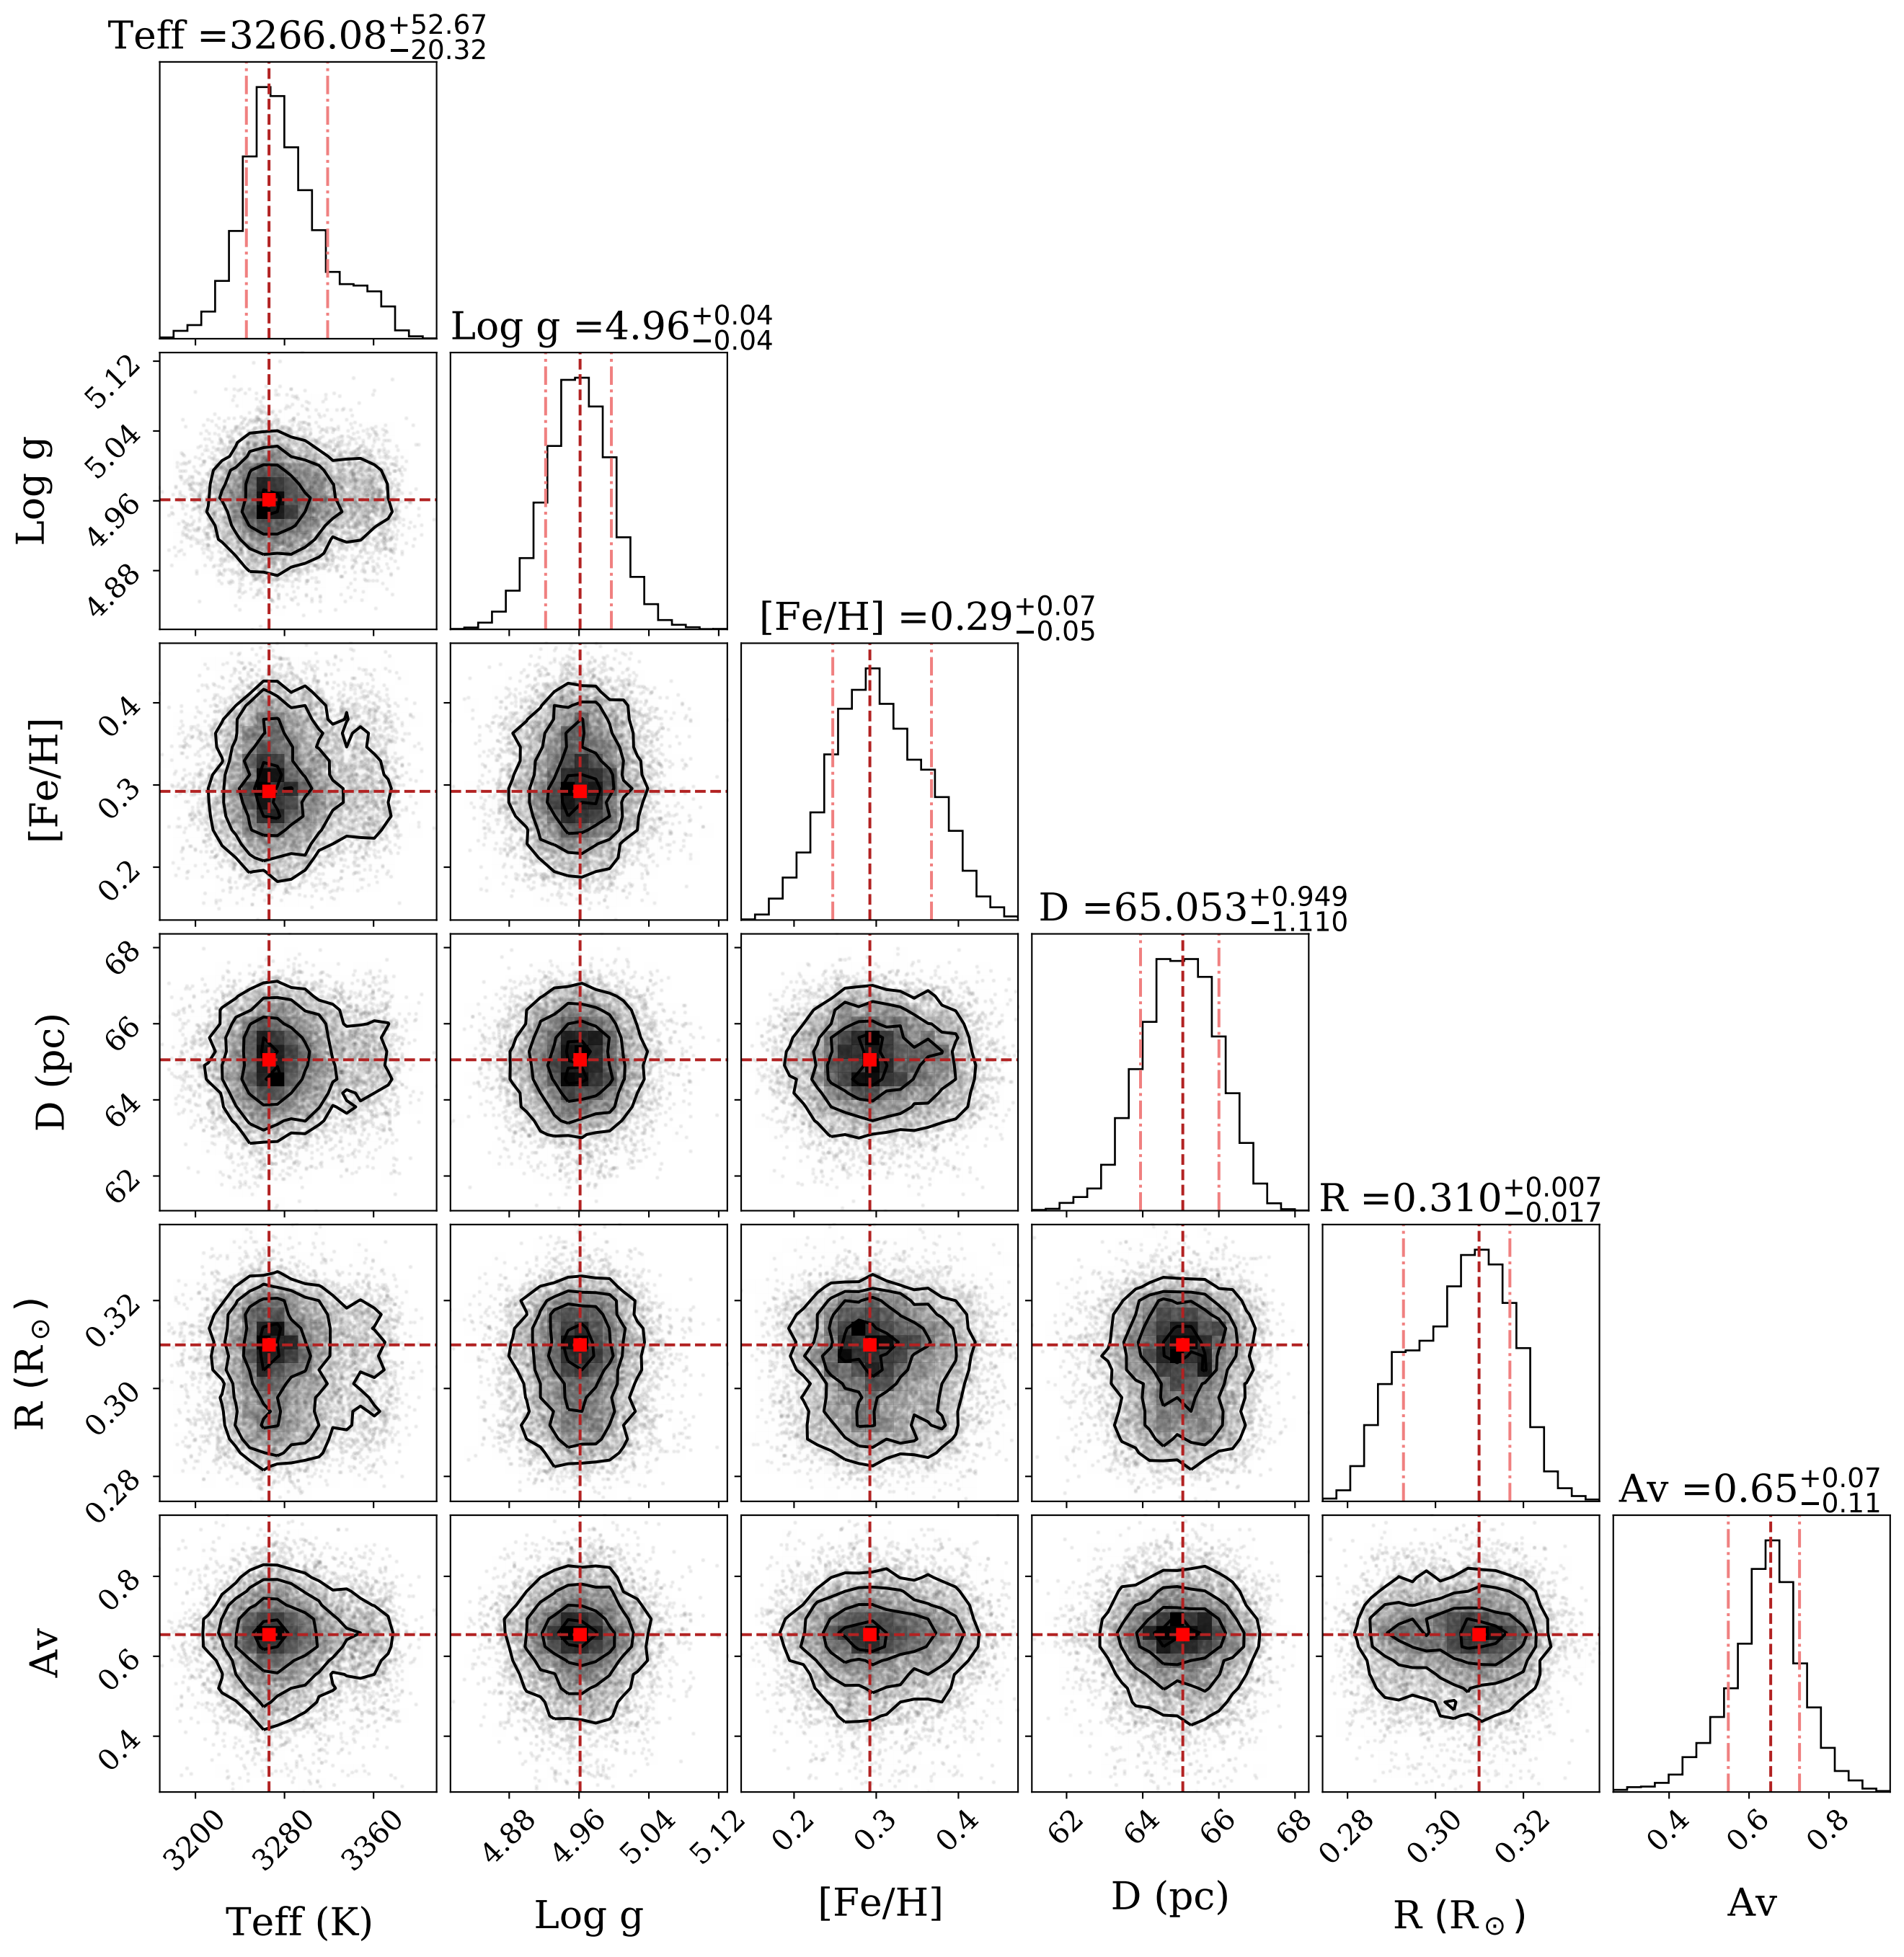 Teff =3266.08+52.67−20.32
5.12
5.04
4.96
4.88
Log g
Log g =4.96+0.04−0.04
0.4
0.3
0.2
[Fe/H]
[Fe/H] =0.29+0.07−0.05
68
66
64
62
D (pc)
D =65.053+0.949−1.110
0.32
0.30
0.28
R (R⊙)
R =0.310+0.007−0.017
0.8
0.6
0.4
Av
Av =0.65+0.07−0.11
3200 3280 3360 4.88 4.96 5.04 5.12 0.2 0.3 0.4 62 64 66 68 0.28 0.30 0.32 0.4 0.6 0.8
Teff (K) Log g [Fe/H] D (pc) R (R⊙) Av